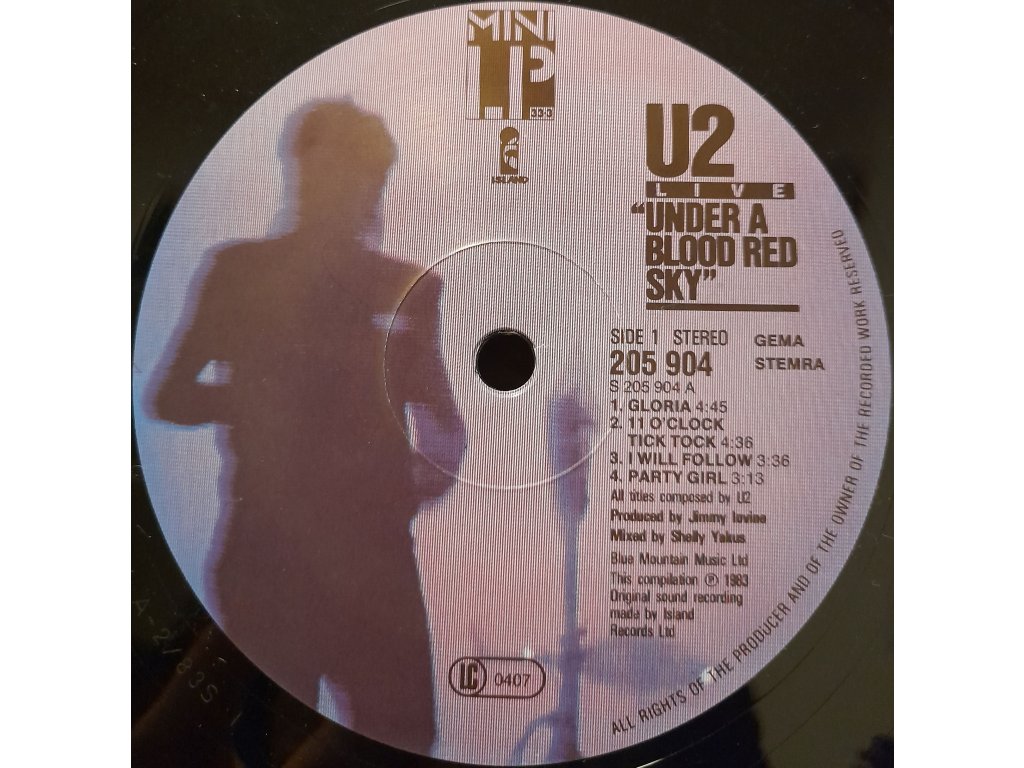 MINI
LP
33·3
ISLAND
U2
LIVE
“UNDER A
BLOOD RED
SKY”
SIDE 1 STEREO GEMA
205 904 STEMRA
S 205 904 A
1. GLORIA 4:45
2. 11 O'CLOCK
TICK TOCK 4:36
3. I WILL FOLLOW 3:36
4. PARTY GIRL 3:13
All titles composed by U2
Produced by Jimmy Iovine
Mixed by Shelly Yakus
Blue Mountain Music Ltd
This compilation ℗ 1983
Original sound recording
made by Island
Records Ltd
LC 0407
ALL RIGHTS OF THE PRODUCER AND OF THE OWNER OF THE RECORDED WORK RESERVED